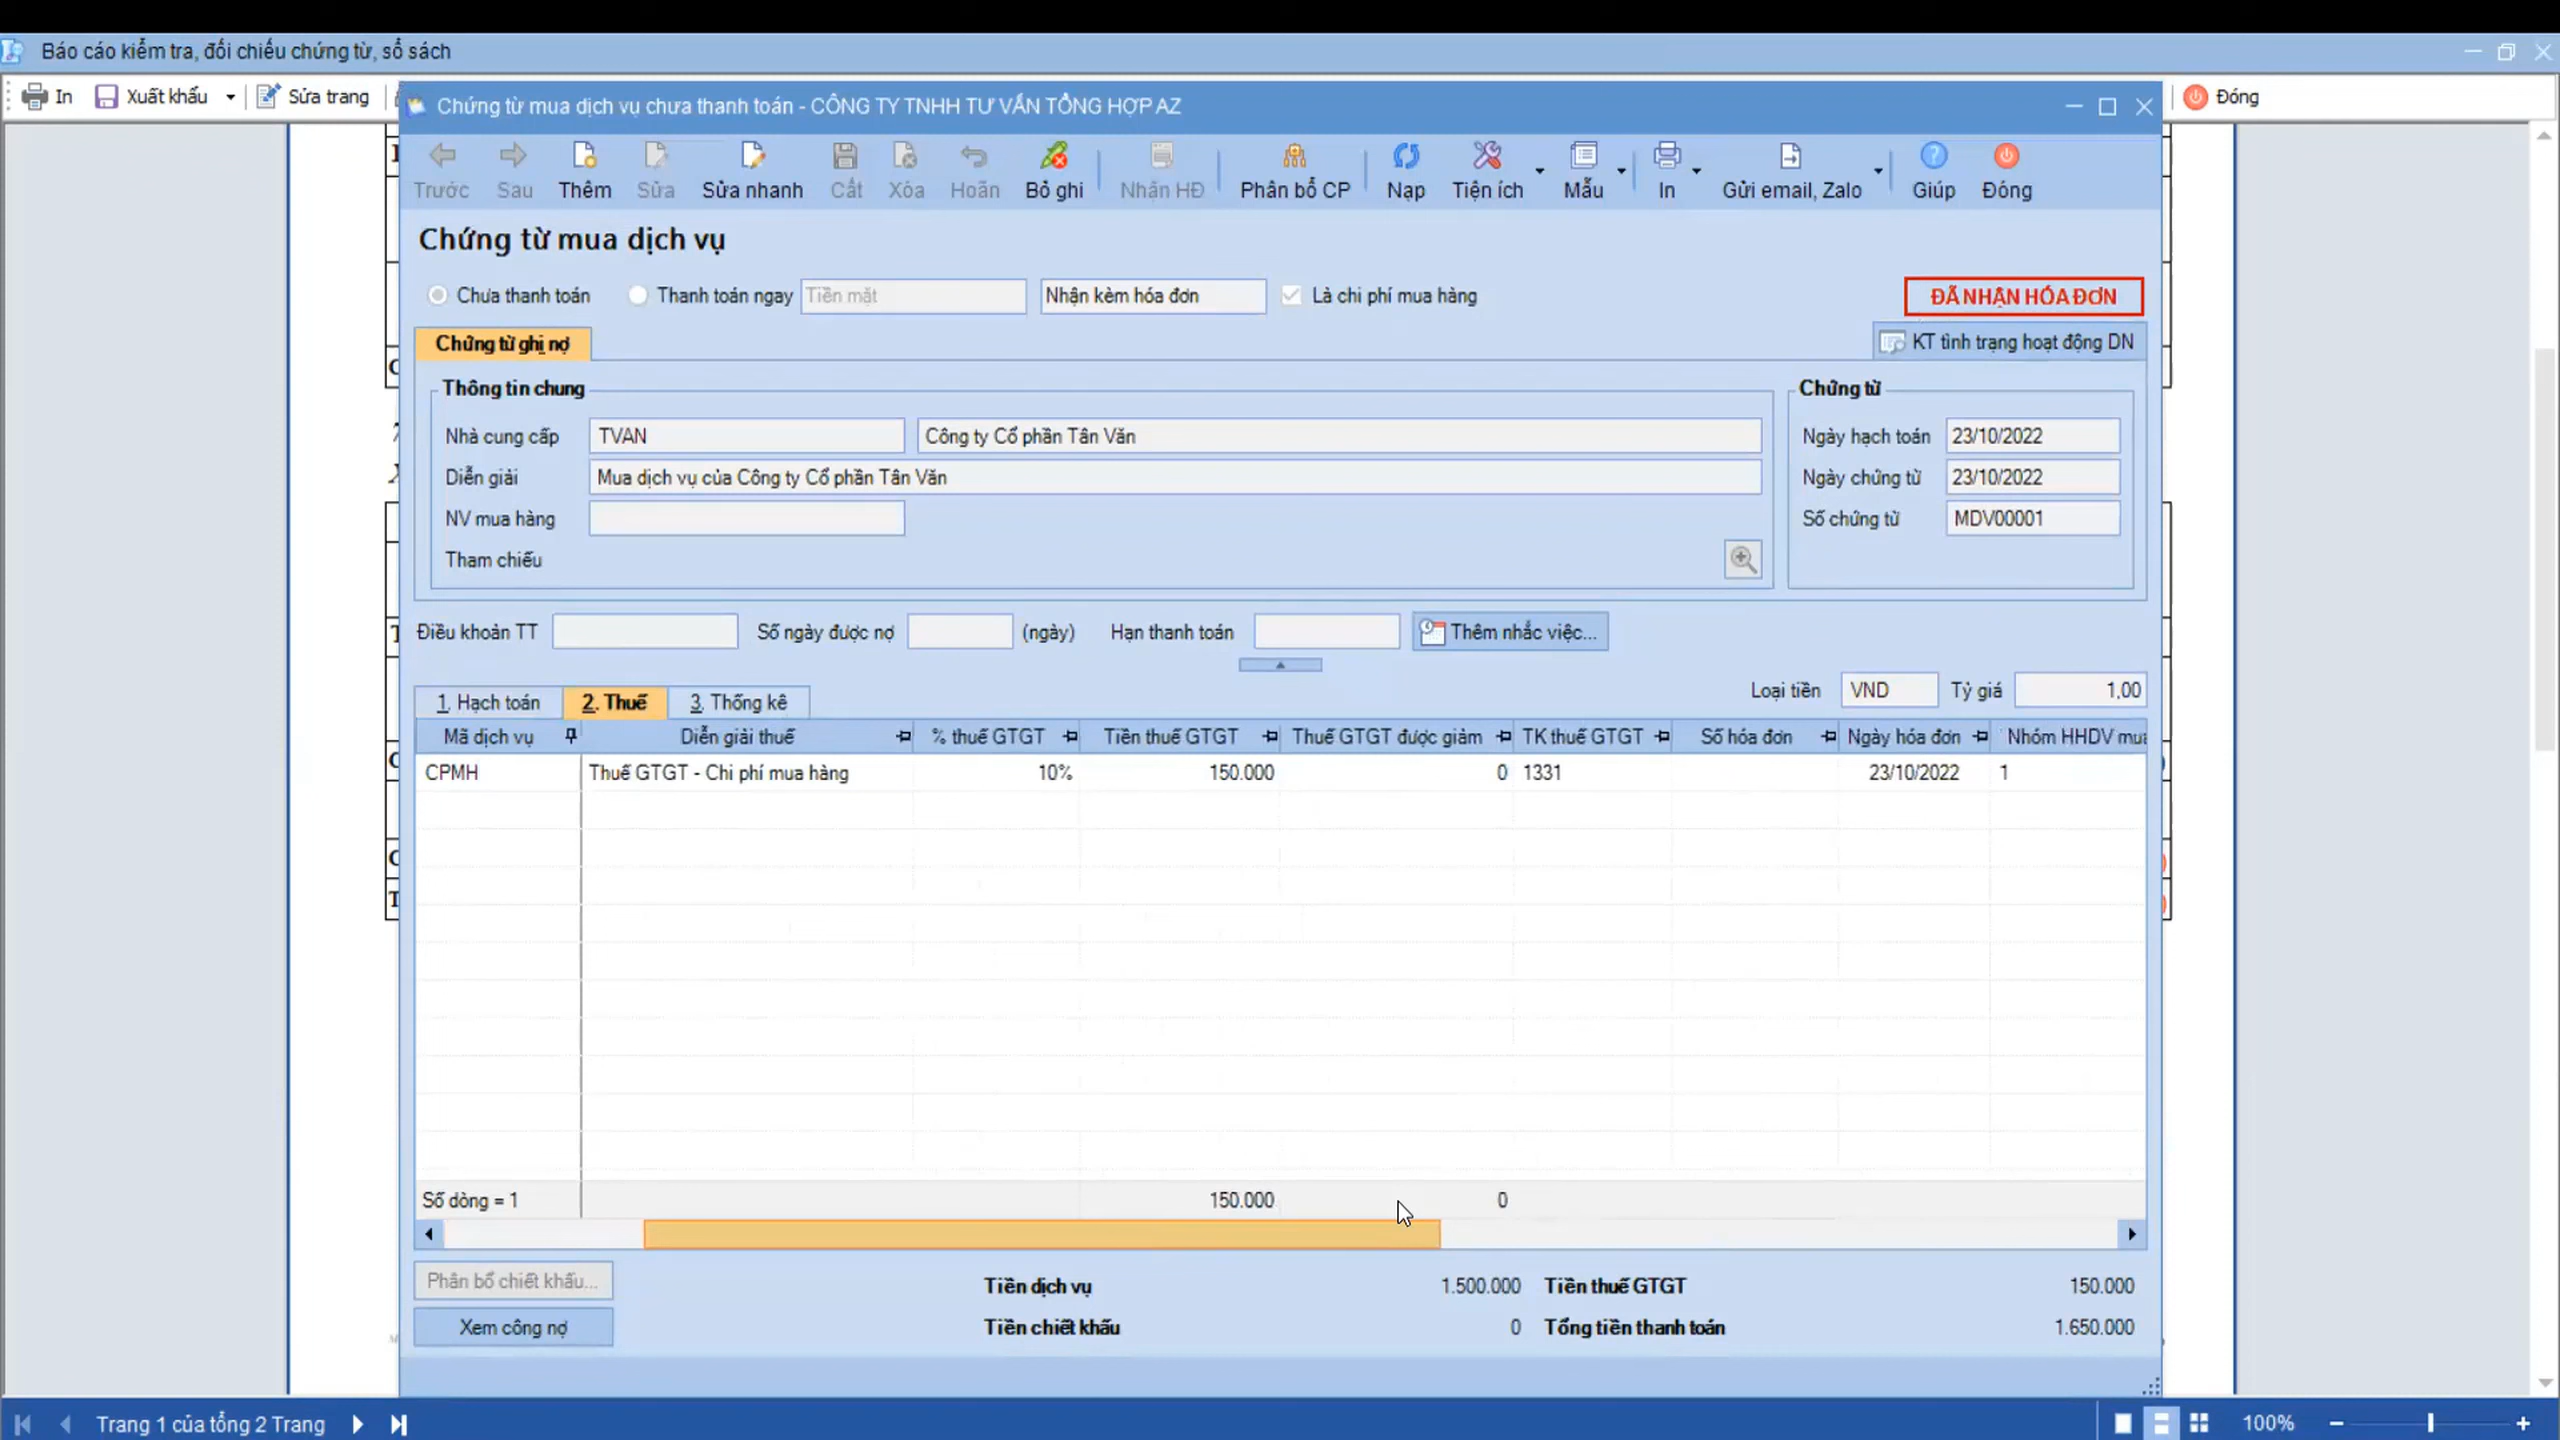 Báo cáo kiểm tra, đối chiếu chứng từ, sổ sách
In Xuất khẩu Sửa trang Đóng
Chứng từ mua dịch vụ chưa thanh toán - CÔNG TY TNHH TƯ VẤN TỔNG HỢP AZ
Trước Sau Thêm Sửa Sửa nhanh Cất Xóa Hoãn Bỏ ghi Nhận HĐ Phân bổ CP Nạp Tiện ích Mẫu In Gửi email, Zalo Giúp Đóng
Chứng từ mua dịch vụ
Chưa thanh toán Thanh toán ngay Tiền mặt Nhận kèm hóa đơn Là chi phí mua hàng ĐÃ NHẬN HÓA ĐƠN
Chứng từ ghi nợ KT tình trạng hoạt động DN
Thông tin chung Chứng từ
Nhà cung cấp TVAN Công ty Cổ phần Tân Văn Ngày hạch toán 23/10/2022
Diễn giải Mua dịch vụ của Công ty Cổ phần Tân Văn Ngày chứng từ 23/10/2022
NV mua hàng Số chứng từ MDV00001
Tham chiếu
Điều khoản TT Số ngày được nợ (ngày) Hạn thanh toán Thêm nhắc việc...
1. Hạch toán 2. Thuế 3. Thống kê Loại tiền VND Tỷ giá 1,00
Mã dịch vụ Diễn giải thuế % thuế GTGT Tiền thuế GTGT Thuế GTGT được giảm TK thuế GTGT Số hóa đơn Ngày hóa đơn Nhóm HHDV mua
CPMH Thuế GTGT - Chi phí mua hàng 10% 150.000 0 1331 23/10/2022 1
Số dòng = 1 150.000 0
Phân bổ chiết khấu... Tiền dịch vụ 1.500.000 Tiền thuế GTGT 150.000
Xem công nợ Tiền chiết khấu 0 Tổng tiền thanh toán 1.650.000
Trang 1 của tổng 2 Trang 100%